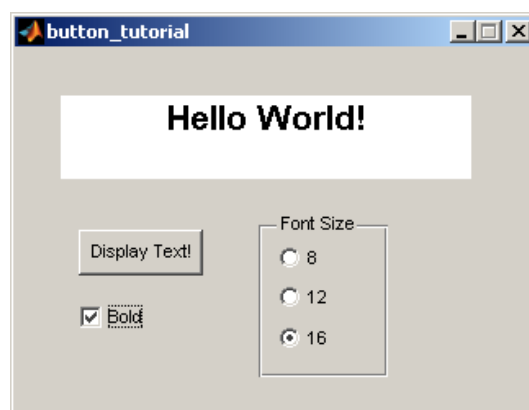 button_tutorial
Hello World!
Display Text!
Bold
Font Size
8
12
16